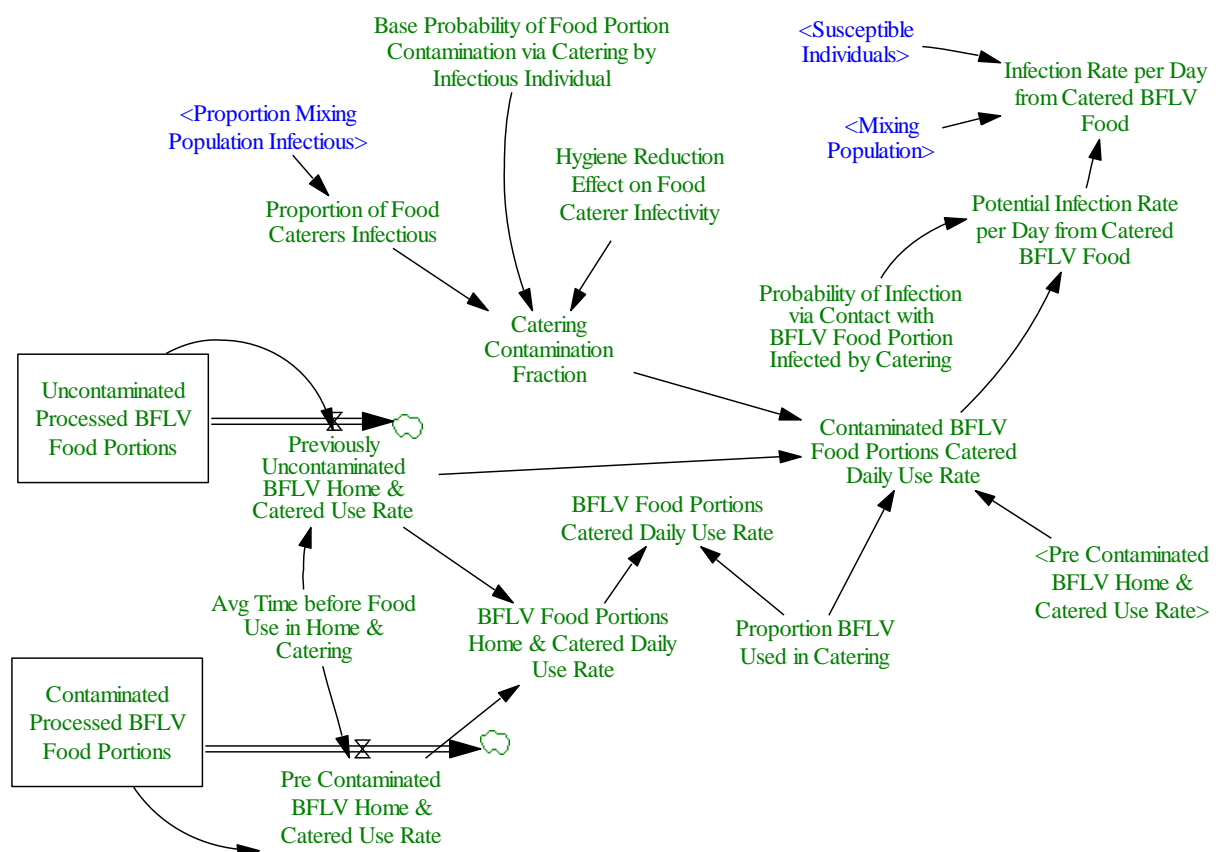 Base Probability of Food Portion
Contamination via Catering by
Infectious Individual
<Susceptible
Individuals>
Infection Rate per Day
from Catered BFLV
Food
<Proportion Mixing
Population Infectious>
<Mixing
Population>
Hygiene Reduction
Effect on Food
Caterer Infectivity
Proportion of Food
Caterers Infectious
Potential Infection Rate
per Day from Catered
BFLV Food
Probability of Infection
via Contact with
BFLV Food Portion
Infected by Catering
Catering
Contamination
Fraction
Uncontaminated
Processed BFLV
Food Portions
Previously
Uncontaminated
BFLV Home &
Catered Use Rate
Contaminated BFLV
Food Portions Catered
Daily Use Rate
BFLV Food Portions
Catered Daily Use Rate
<Pre Contaminated
BFLV Home &
Catered Use Rate>
Avg Time before Food
Use in Home &
Catering
BFLV Food Portions
Home & Catered Daily
Use Rate
Proportion BFLV
Used in Catering
Contaminated
Processed BFLV
Food Portions
Pre Contaminated
BFLV Home &
Catered Use Rate